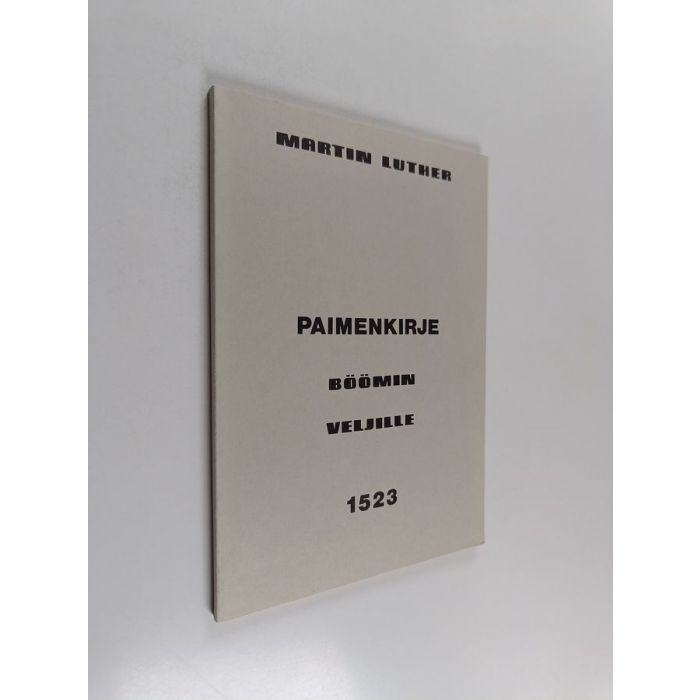 MARTIN LUTHER
PAIMENKIRJE
BÖÖMIN
VELJILLE
1523